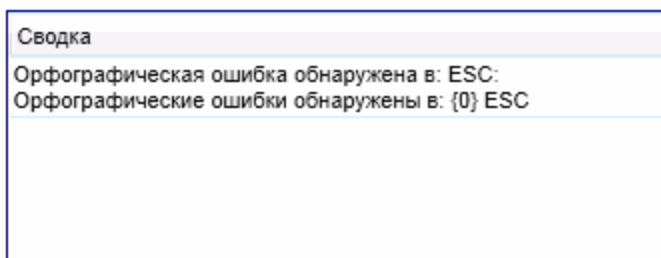 Сводка
Орфографическая ошибка обнаружена в: ESC:
Орфографические ошибки обнаружены в: {0} ESC